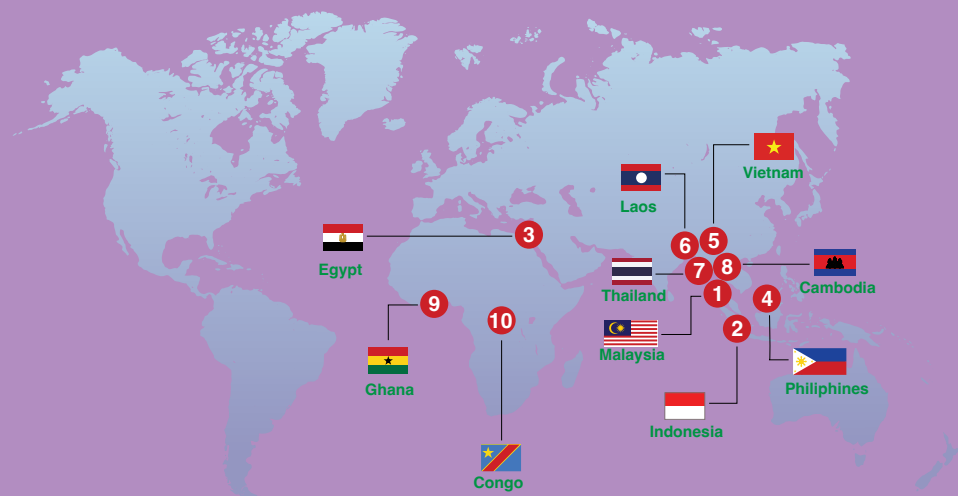 Vietnam
Laos
3
6
5
Egypt
7
8
Thailand
Cambodia
9
1
4
10
2
Malaysia
Ghana
Philiphines
Indonesia
Congo